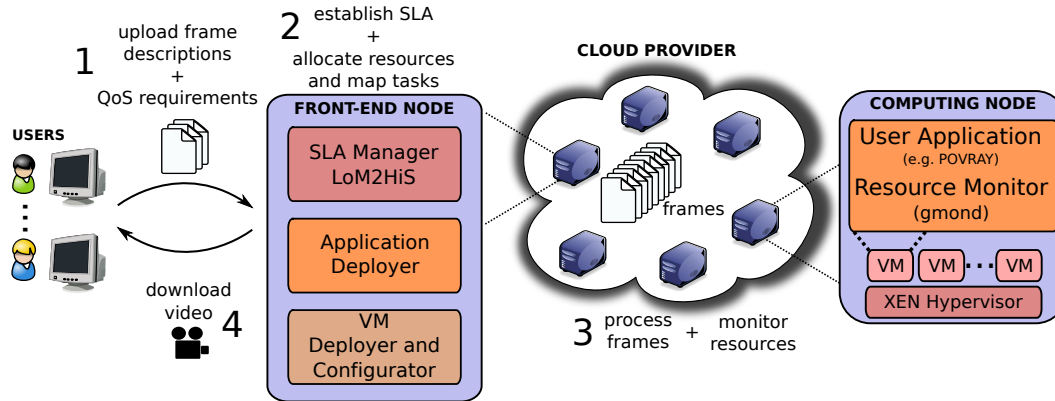 1
upload frame
descriptions
+
QoS requirements
2
establish SLA
+
allocate resources
and map tasks
USERS
FRONT-END NODE
SLA Manager
LoM2HiS
Application
Deployer
VM
Deployer and
Configurator
download
video
4
CLOUD PROVIDER
frames
3
process
frames
+
monitor
resources
COMPUTING NODE
User Application
(e.g. POVRAY)
Resource Monitor
(gmond)
VM VM ... VM
XEN Hypervisor